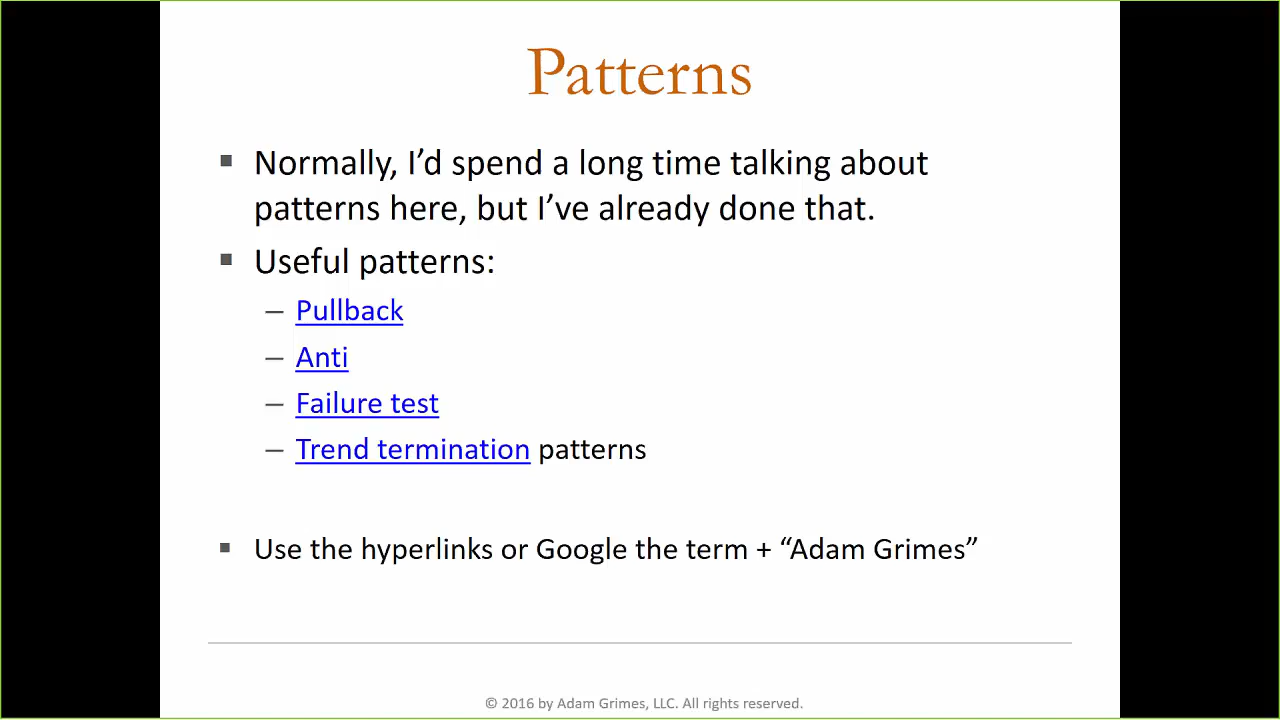 Patterns
▪ Normally, I’d spend a long time talking about
patterns here, but I’ve already done that.
▪ Useful patterns:
– Pullback
– Anti
– Failure test
– Trend termination patterns
▪ Use the hyperlinks or Google the term + “Adam Grimes”
© 2016 by Adam Grimes, LLC. All rights reserved.